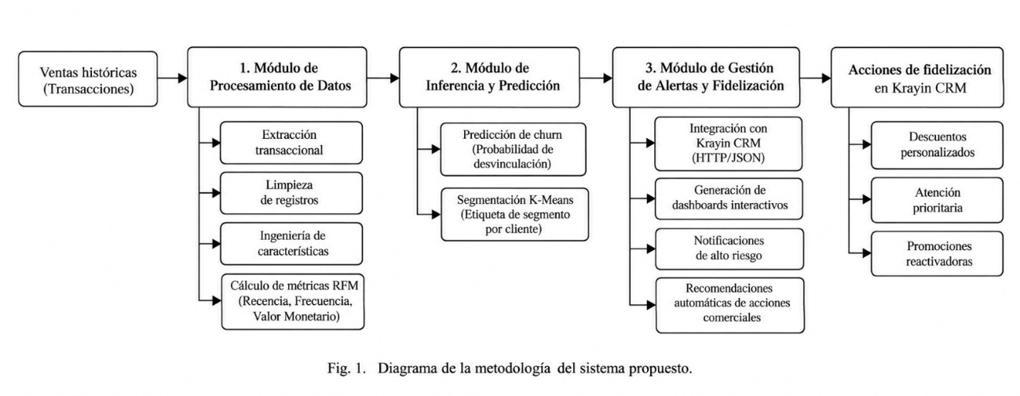 Ventas históricas
(Transacciones)
1. Módulo de
Procesamiento de Datos
2. Módulo de
Inferencia y Predicción
3. Módulo de Gestión
de Alertas y Fidelización
Acciones de fidelización
en Krayin CRM
Extracción
transaccional
Limpieza
de registros
Ingeniería de
características
Cálculo de métricas RFM
(Recencia, Frecuencia,
Valor Monetario)
Predicción de churn
(Probabilidad de
desvinculación)
Segmentación K-Means
(Etiqueta de segmento
por cliente)
Integración con
Krayin CRM
(HTTP/JSON)
Generación de
dashboards interactivos
Notificaciones
de alto riesgo
Recomendaciones
automáticas de acciones
comerciales
Descuentos
personalizados
Atención
prioritaria
Promociones
reactivadoras
Fig. 1. Diagrama de la metodología del sistema propuesto.